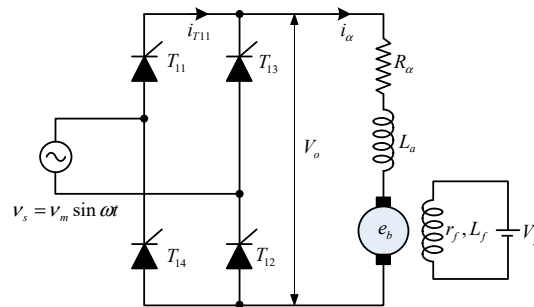 i_{T11}
i_α
T_{11}
T_{13}
R_α
L_a
V_o
v_s = v_m sin ωt
e_b
r_f, L_f
T_{14}
T_{12}